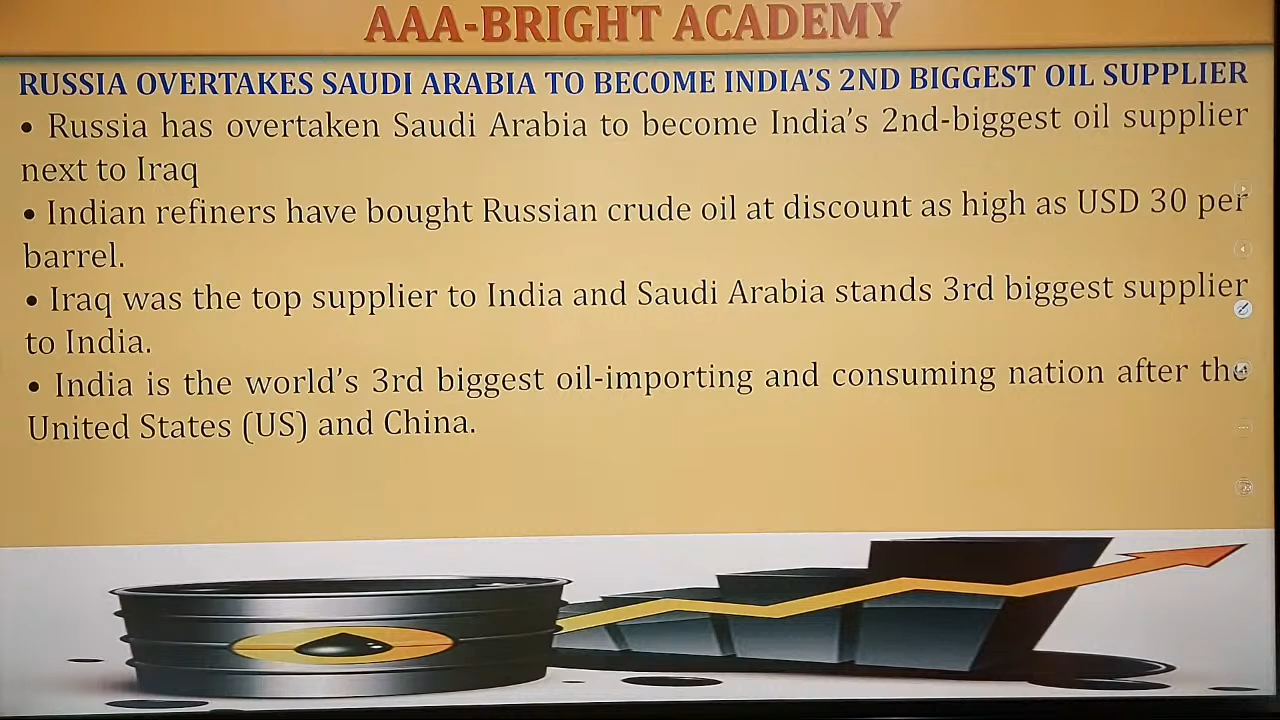 AAA-BRIGHT ACADEMY
RUSSIA OVERTAKES SAUDI ARABIA TO BECOME INDIA’S 2ND BIGGEST OIL SUPPLIER
• Russia has overtaken Saudi Arabia to become India’s 2nd-biggest oil supplier
next to Iraq
• Indian refiners have bought Russian crude oil at discount as high as USD 30 per
barrel.
• Iraq was the top supplier to India and Saudi Arabia stands 3rd biggest supplier
to India.
• India is the world’s 3rd biggest oil-importing and consuming nation after the
United States (US) and China.